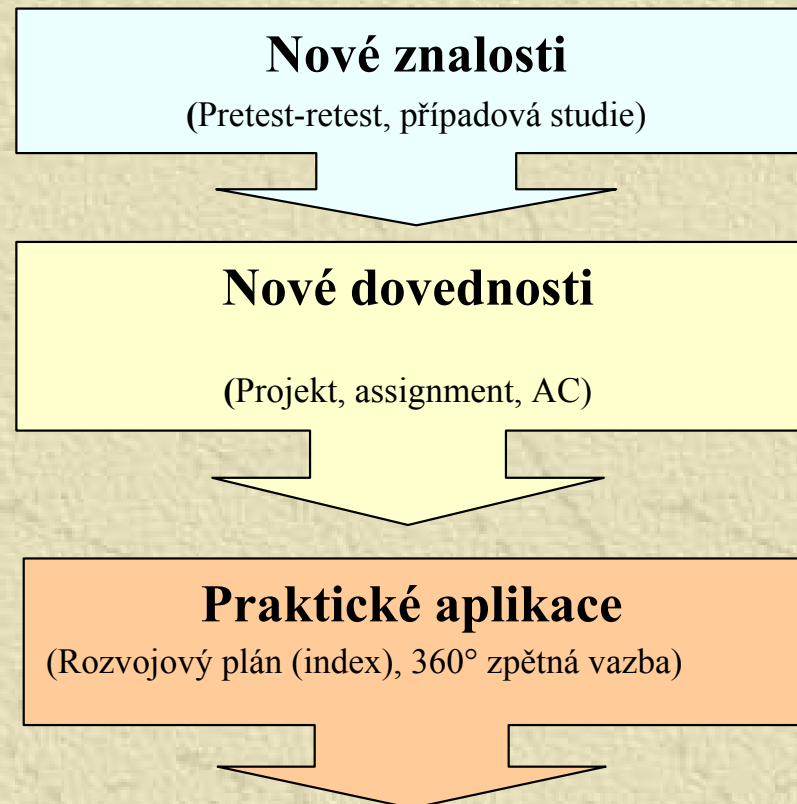 Nové znalosti
(Pretest-retest, případová studie)
Nové dovednosti
(Projekt, assignment, AC)
Praktické aplikace
(Rozvojový plán (index), 360° zpětná vazba)